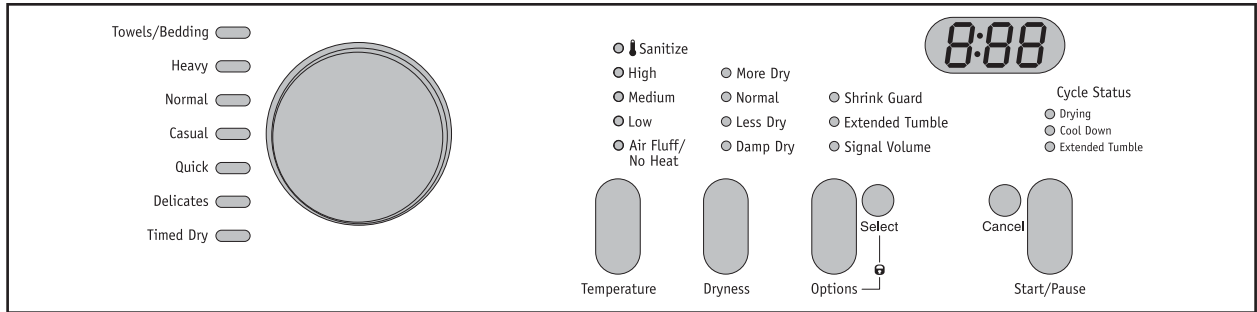 Towels/Bedding
Heavy
Normal
Casual
Quick
Delicates
Timed Dry
Sanitize
High
Medium
Low
Air Fluff/
No Heat
Temperature
More Dry
Normal
Less Dry
Damp Dry
Dryness
Shrink Guard
Extended Tumble
Signal Volume
Options
Select
8:88
Cycle Status
Drying
Cool Down
Extended Tumble
Cancel
Start/Pause